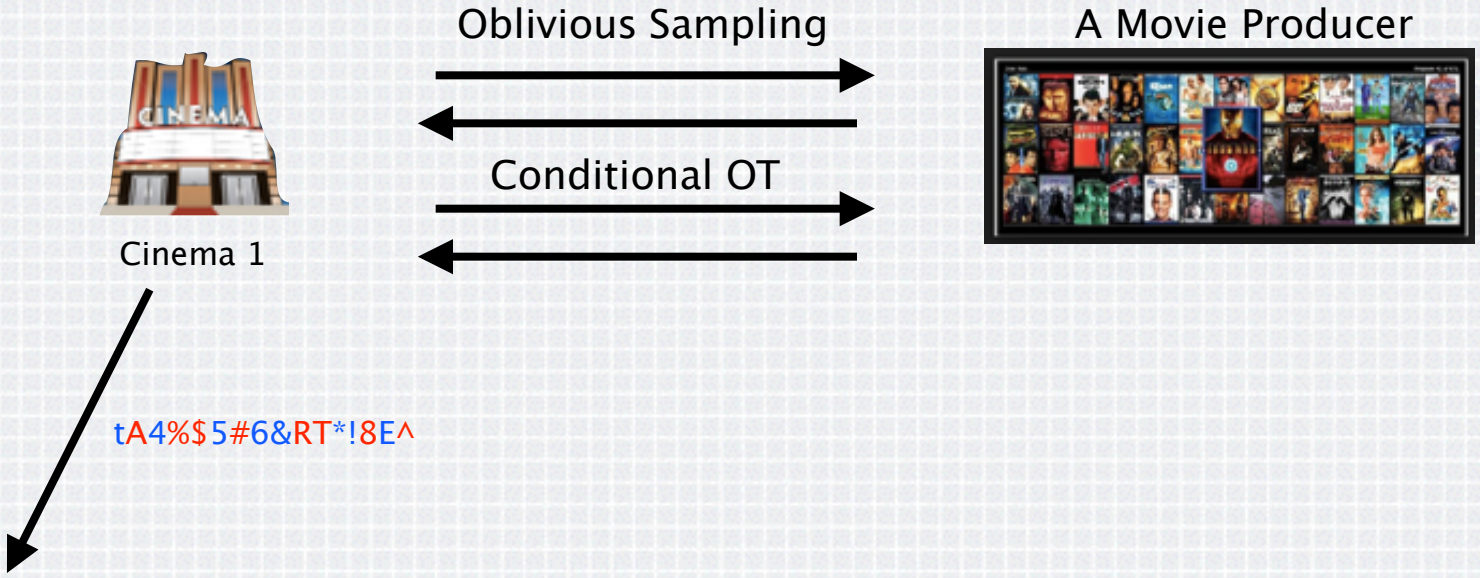 Oblivious Sampling
A Movie Producer
CINEMA
Conditional OT
Cinema 1
tA4%$5#6&RT*!8E^